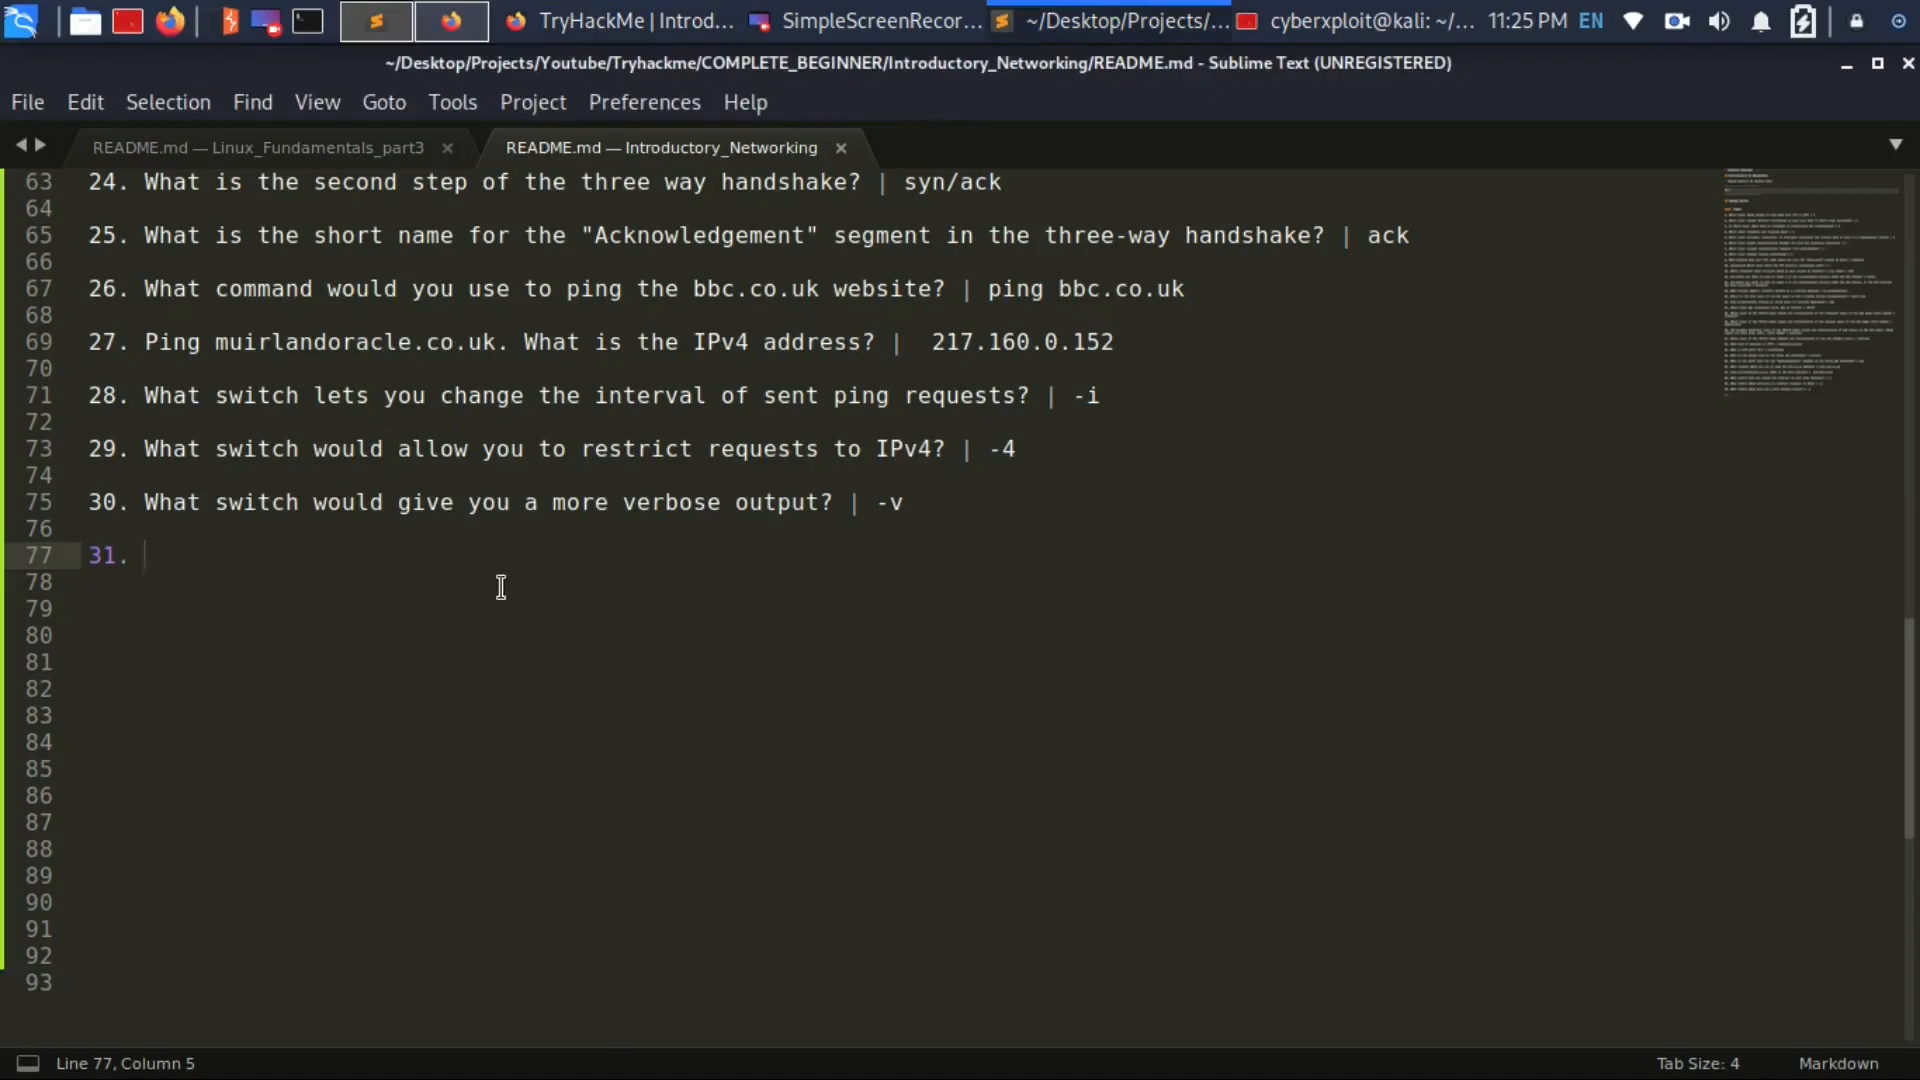 TryHackMe | Introd... SimpleScreenRecor... ~/Desktop/Projects/... cyberxploit@kali: ~/... 11:25 PM EN
~/Desktop/Projects/Youtube/Tryhackme/COMPLETE_BEGINNER/Introductory_Networking/README.md - Sublime Text (UNREGISTERED)
File Edit Selection Find View Goto Tools Project Preferences Help
README.md — Linux_Fundamentals_part3 README.md — Introductory_Networking
63 24. What is the second step of the three way handshake? | syn/ack
64
65 25. What is the short name for the "Acknowledgement" segment in the three-way handshake? | ack
66
67 26. What command would you use to ping the bbc.co.uk website? | ping bbc.co.uk
68
69 27. Ping muirlandoracle.co.uk. What is the IPv4 address? |  217.160.0.152
70
71 28. What switch lets you change the interval of sent ping requests? | -i
72
73 29. What switch would allow you to restrict requests to IPv4? | -4
74
75 30. What switch would give you a more verbose output? | -v
76
77 31.
78
79
80
81
82
83
84
85
86
87
88
89
90
91
92
93
Line 77, Column 5 Tab Size: 4 Markdown